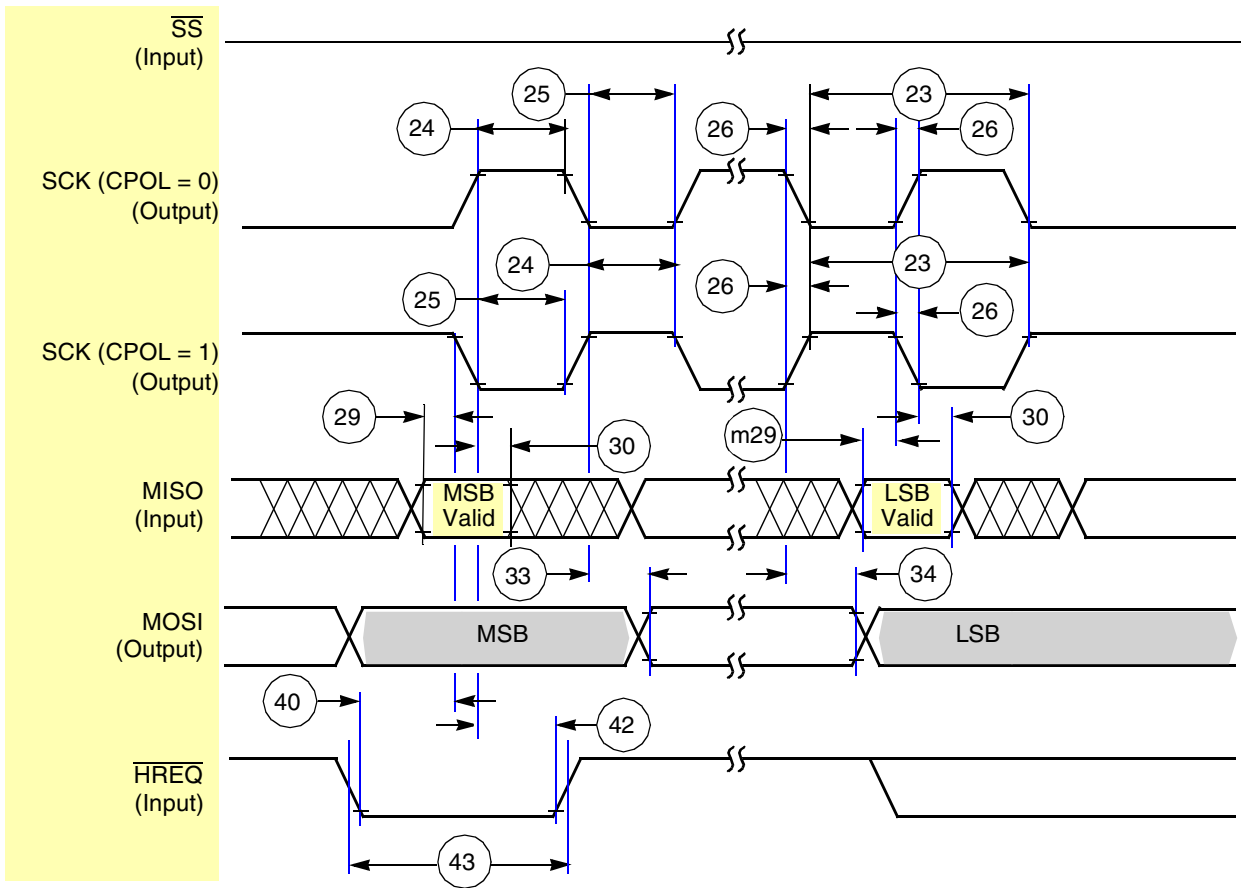 SS
(Input)
25
23
24
26
26
SCK (CPOL = 0)
(Output)
24
23
25
26
26
SCK (CPOL = 1)
(Output)
29
30
m29
30
MISO
(Input)
MSB
Valid
LSB
Valid
33
34
MOSI
(Output)
MSB
LSB
40
42
HREQ
(Input)
43